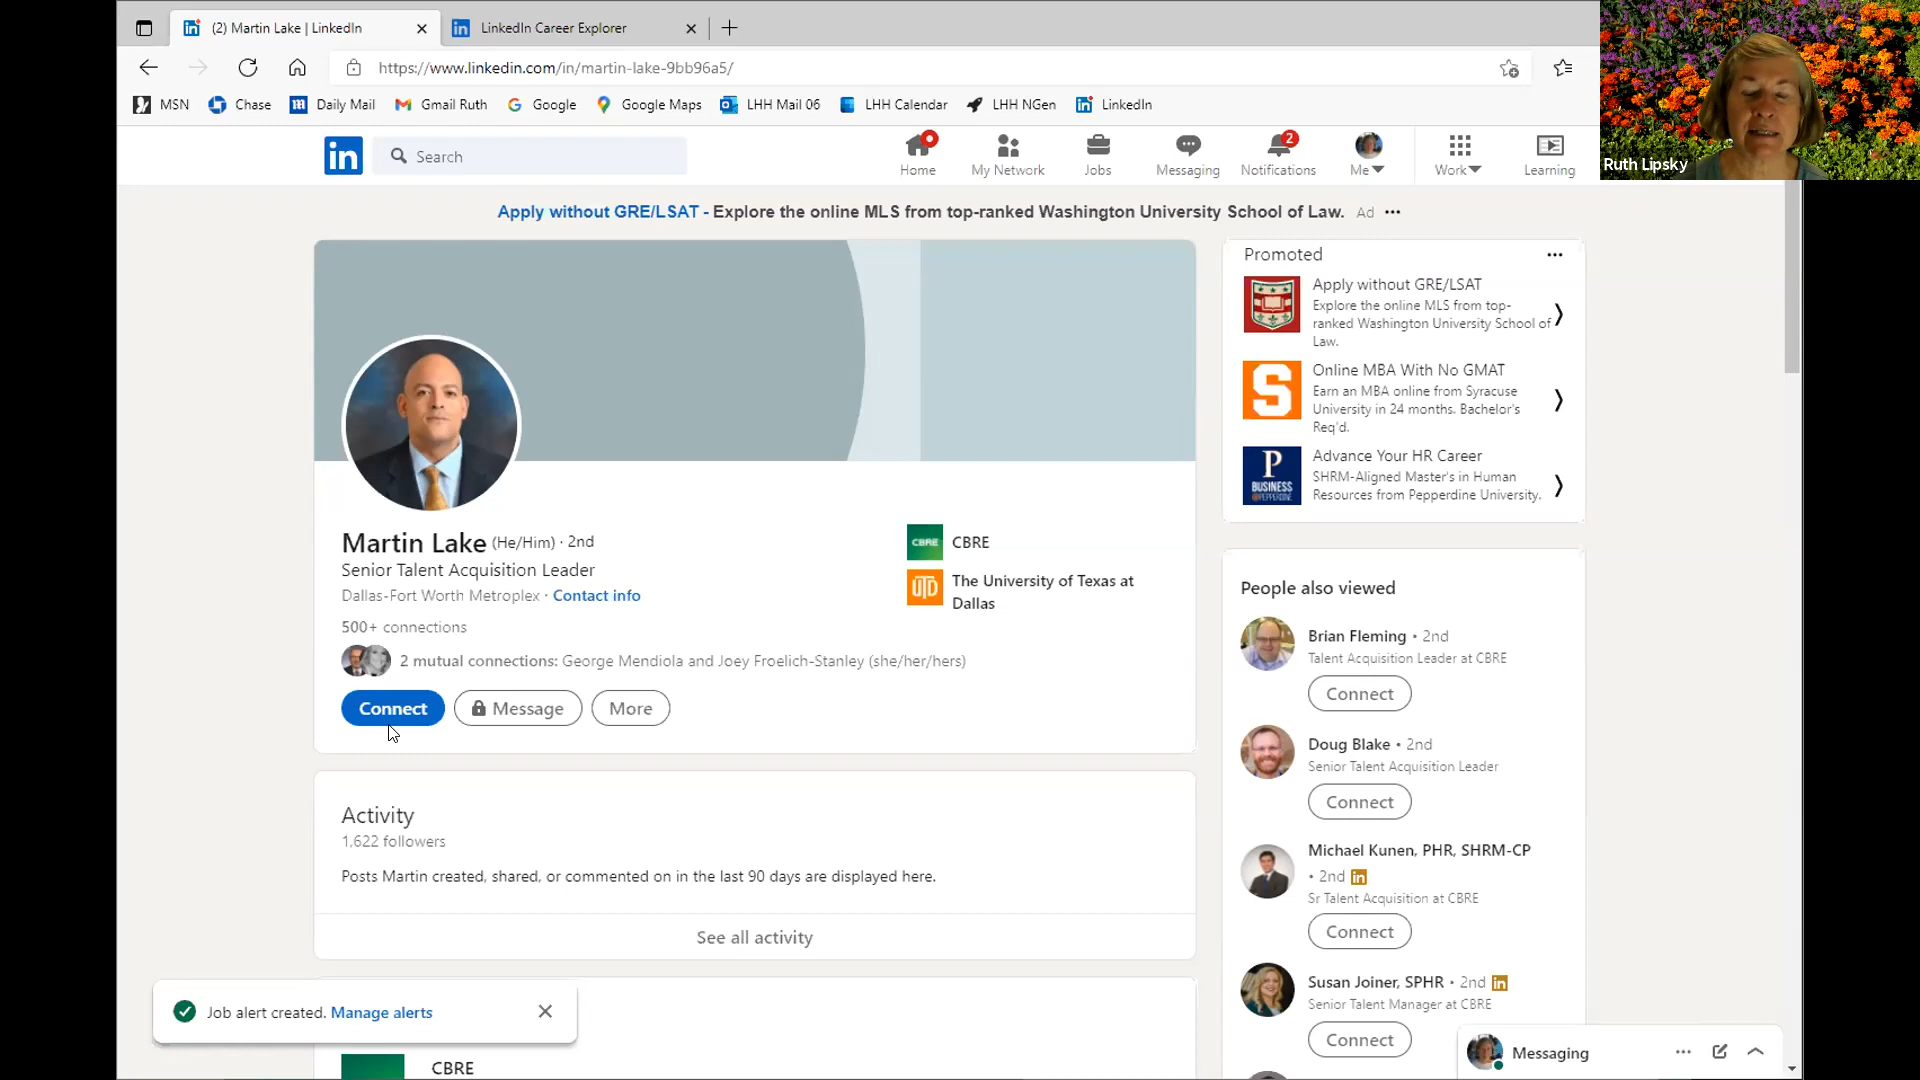 (2) Martin Lake | LinkedIn
LinkedIn Career Explorer
https://www.linkedin.com/in/martin-lake-9bb96a5/
MSN
Chase
Daily Mail
Gmail Ruth
Google
Google Maps
LHH Mail 06
LHH Calendar
LHH NGen
LinkedIn
Ruth Lipsky
in
Search
Home
My Network
Jobs
Messaging
2
Notifications
Me
Work
Learning
Apply without GRE/LSAT - Explore the online MLS from top-ranked Washington University School of Law. Ad
Martin Lake (He/Him) · 2nd
Senior Talent Acquisition Leader
Dallas-Fort Worth Metroplex · Contact info
500+ connections
2 mutual connections: George Mendiola and Joey Froelich-Stanley (she/her/hers)
Connect
Message
More
CBRE
CBRE
UTD
The University of Texas at
Dallas
Activity
1,622 followers
Posts Martin created, shared, or commented on in the last 90 days are displayed here.
See all activity
Job alert created. Manage alerts
CBRE
Promoted
Apply without GRE/LSAT
Explore the online MLS from top-
ranked Washington University School of
Law.
S
Online MBA With No GMAT
Earn an MBA online from Syracuse
University in 24 months. Bachelor's
Req'd.
P
BUSINESS
@PEPPERDINE
Advance Your HR Career
SHRM-Aligned Master's in Human
Resources from Pepperdine University.
People also viewed
Brian Fleming • 2nd
Talent Acquisition Leader at CBRE
Connect
Doug Blake • 2nd
Senior Talent Acquisition Leader
Connect
Michael Kunen, PHR, SHRM-CP
• 2nd in
Sr Talent Acquisition at CBRE
Connect
Susan Joiner, SPHR • 2nd in
Senior Talent Manager at CBRE
Connect
Messaging